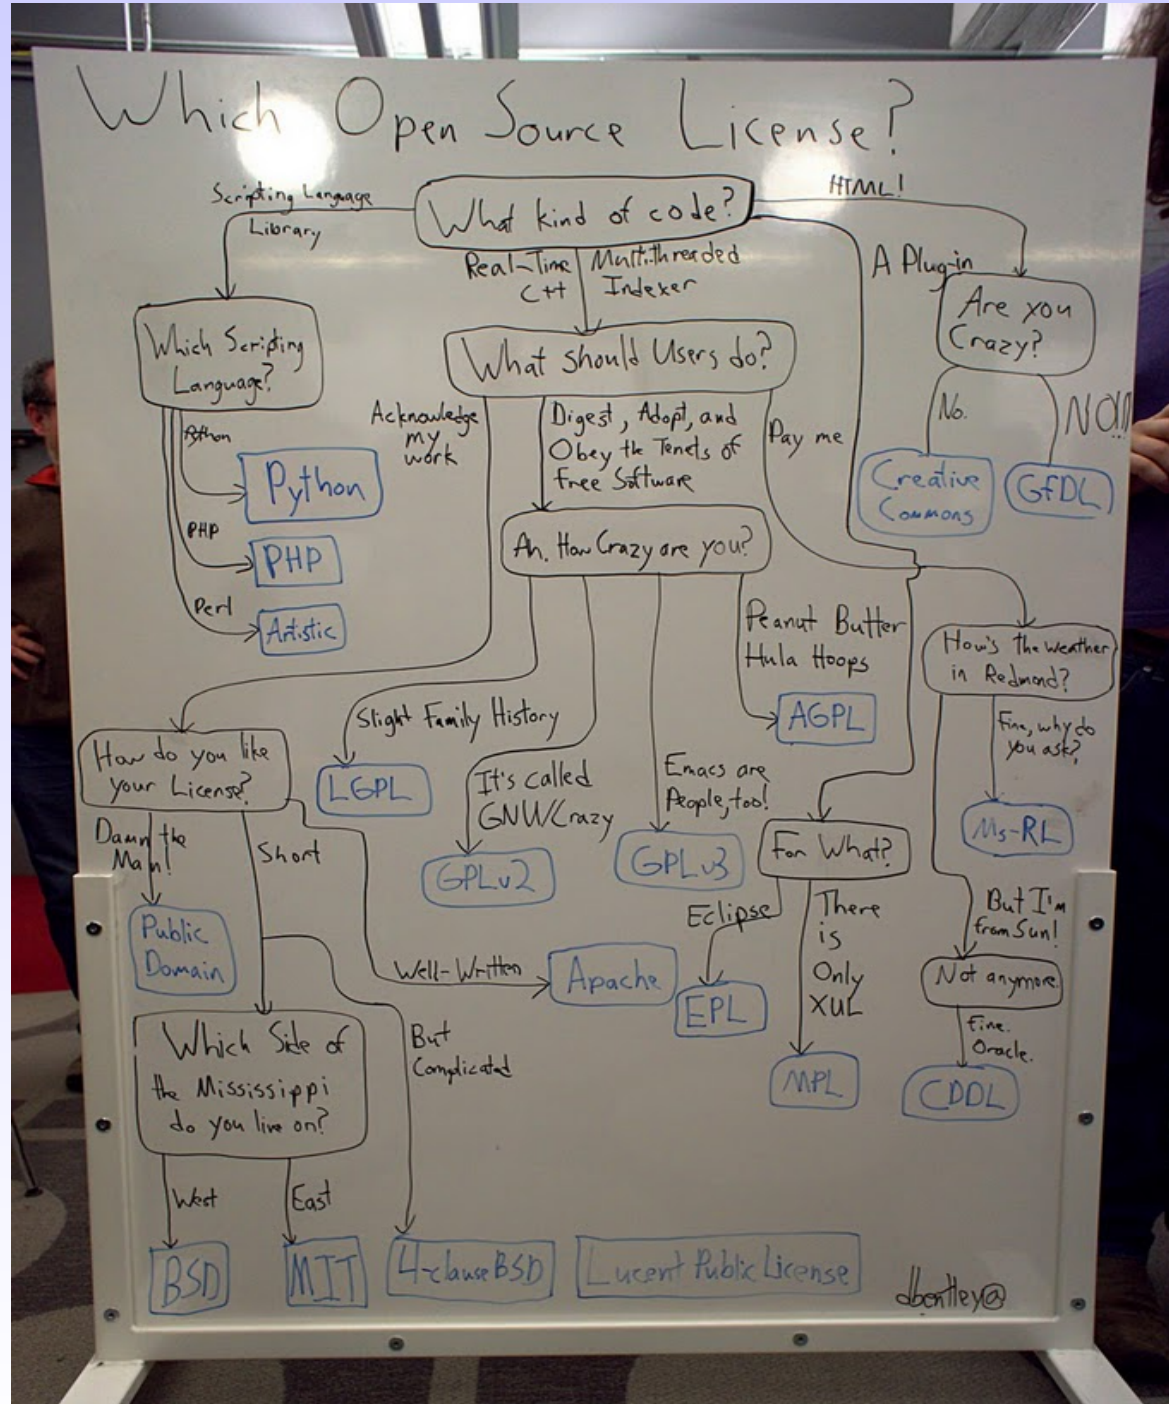 Which Open Source License?
What kind of code?
Scripting Language
Library
Real-Time
C++
Multithreaded
Indexer
HTML!
A Plug-in
Are you
Crazy?
No.
NO!!!
Creative
Commons
GFDL
Which Scripting
Language?
Python
Python
PHP
PHP
Perl
Artistic
What should Users do?
Acknowledge
my
work
Digest, Adopt, and
Obey the Tenets of
Free Software
Pay me
Ah. How Crazy are you?
Slight Family History
LGPL
It's called
GNU/Crazy
GPLv2
Emacs are
People, too!
GPLv3
Peanut Butter
Hula Hoops
AGPL
How's the weather
in Redmond?
Fine, why do
you ask?
Ms-RL
But I'm
from Sun!
Not anymore.
Fine.
Oracle.
CDDL
For What?
Eclipse
EPL
There
is
Only
XUL
MPL
How do you like
your License?
Damn the
Man!
Public
Domain
Short
Well-Written
Apache
But
Complicated
Which Side of
the Mississippi
do you live on?
West
East
BSD
MIT
4-clause BSD
Lucent Public License
dbentley@